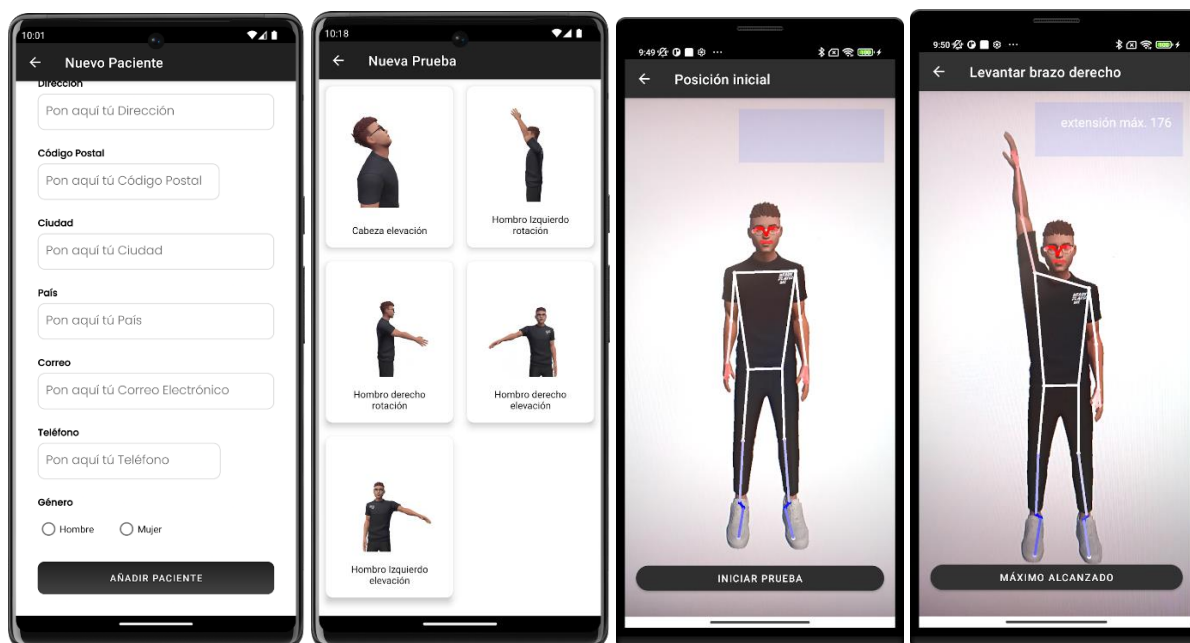 10:01
Nuevo Paciente
Dirección
Pon aquí tú Dirección
Código Postal
Pon aquí tú Código Postal
Ciudad
Pon aquí tú Ciudad
País
Pon aquí tú País
Correo
Pon aquí tú Correo Electrónico
Teléfono
Pon aquí tú Teléfono
Género
Hombre Mujer
AÑADIR PACIENTE
10:18
Nueva Prueba
Cabeza elevación
Hombro Izquierdo
rotación
Hombro derecho
rotación
Hombro derecho
elevación
Hombro Izquierdo
elevación
9:49
Posición inicial
INICIAR PRUEBA
9:50
Levantar brazo derecho
extensión máx. 176
MÁXIMO ALCANZADO